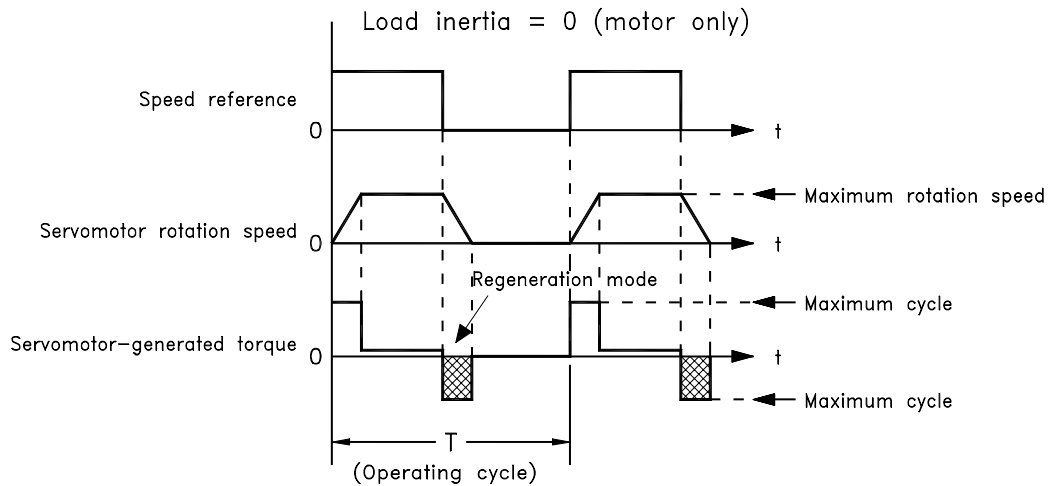 Load inertia = 0 (motor only)
Speed reference
0
t
Maximum rotation speed
Servomotor rotation speed
0
t
Regeneration mode
Maximum cycle
Servomotor-generated torque
0
t
Maximum cycle
T
(Operating cycle)